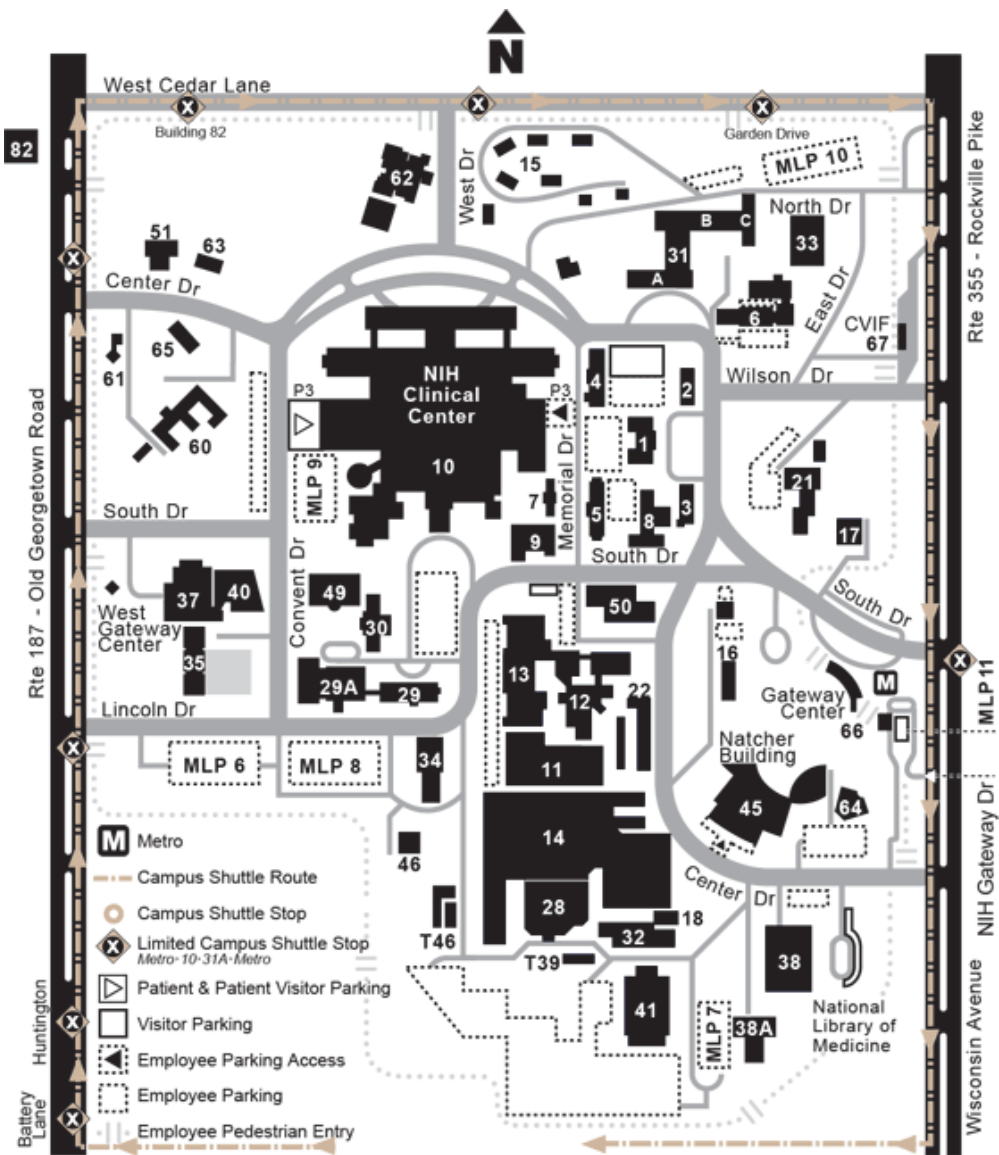 N
West Cedar Lane
X
X
X
Building 82
Garden Drive
82
62
West Dr
15
MLP 10
Rte 355 - Rockville Pike
B
C
North Dr
33
31
A
51
63
X
Center Dr
East Dr
6
CVIF
67
65
61
NIH
Clinical
Center
4
2
Wilson Dr
P3
P3
60
1
Rte 187 - Old Georgetown Road
10
MLP 9
Memorial Dr
21
7
5
8
3
South Dr
9
South Dr
17
Convent Dr
37
40
49
50
South Dr
West
Gateway
Center
30
16
X
35
13
M
MLP 11
29A
29
12
22
Gateway
Center
66
Lincoln Dr
X
Natcher
Building
MLP 6
MLP 8
34
11
45
64
NIH Gateway Dr
M
Metro
14
46
Center Dr
Campus Shuttle Route
Campus Shuttle Stop
28
18
X
Limited Campus Shuttle Stop
Metro-10-31A-Metro
T46
32
38
T39
Patient & Patient Visitor Parking
41
Visitor Parking
MLP 7
38A
National
Library of
Medicine
Huntington
X
Employee Parking Access
Employee Parking
Wisconsin Avenue
Battery
Lane
X
Employee Pedestrian Entry